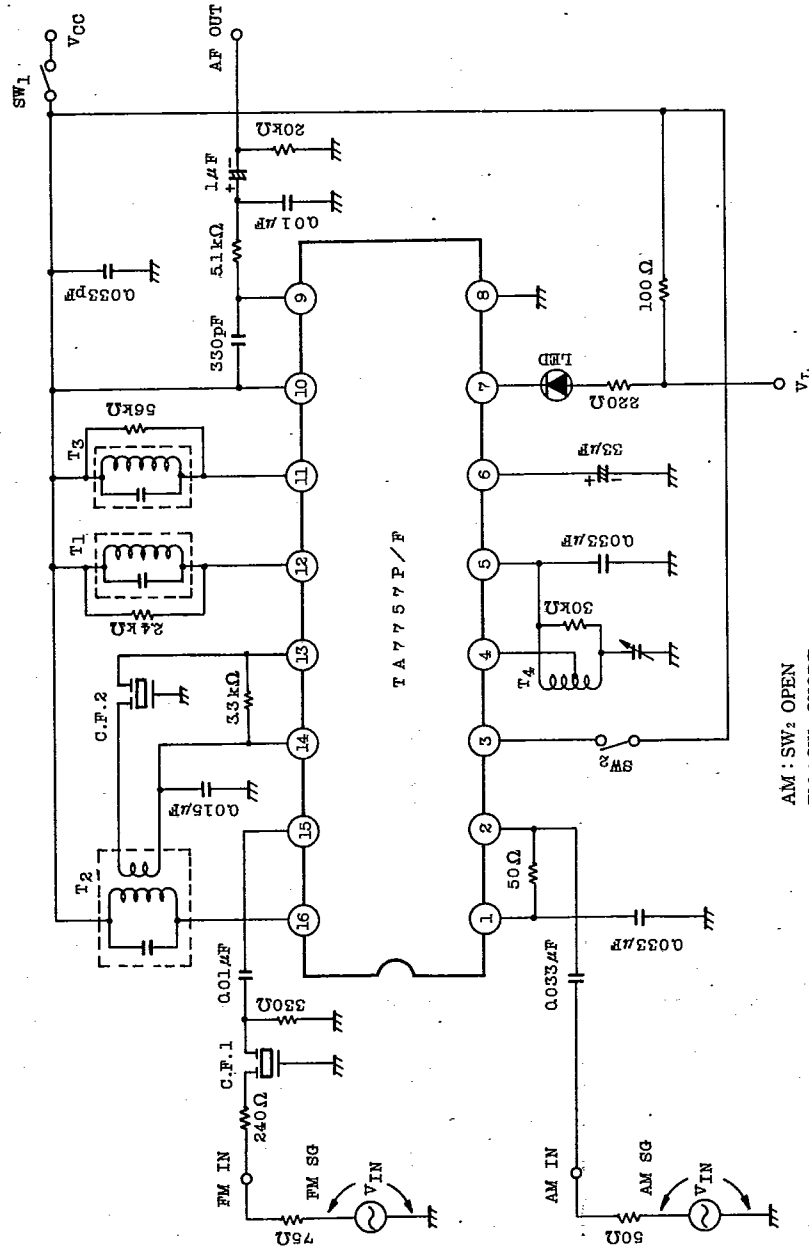 SW1
VCC
T2
C.F.2
T1
T3
0.033pF
2.4kΩ
56kΩ
330pF
5.1kΩ
1μF
+
-
AF OUT
0.01μF
20kΩ
0.015μF
3.3kΩ
FM IN
240Ω
C.F.1
0.01μF
330Ω
75Ω
FM SG
VIN
16
15
14
13
12
11
10
9
TA7757P/F
1
2
3
4
5
6
7
8
50Ω
0.033μF
0.033μF
SW2
T4
30kΩ
0.033μF
+
-
33μF
LED
220Ω
100Ω
AM IN
50Ω
AM SG
VIN
VL
AM : SW2 OPEN